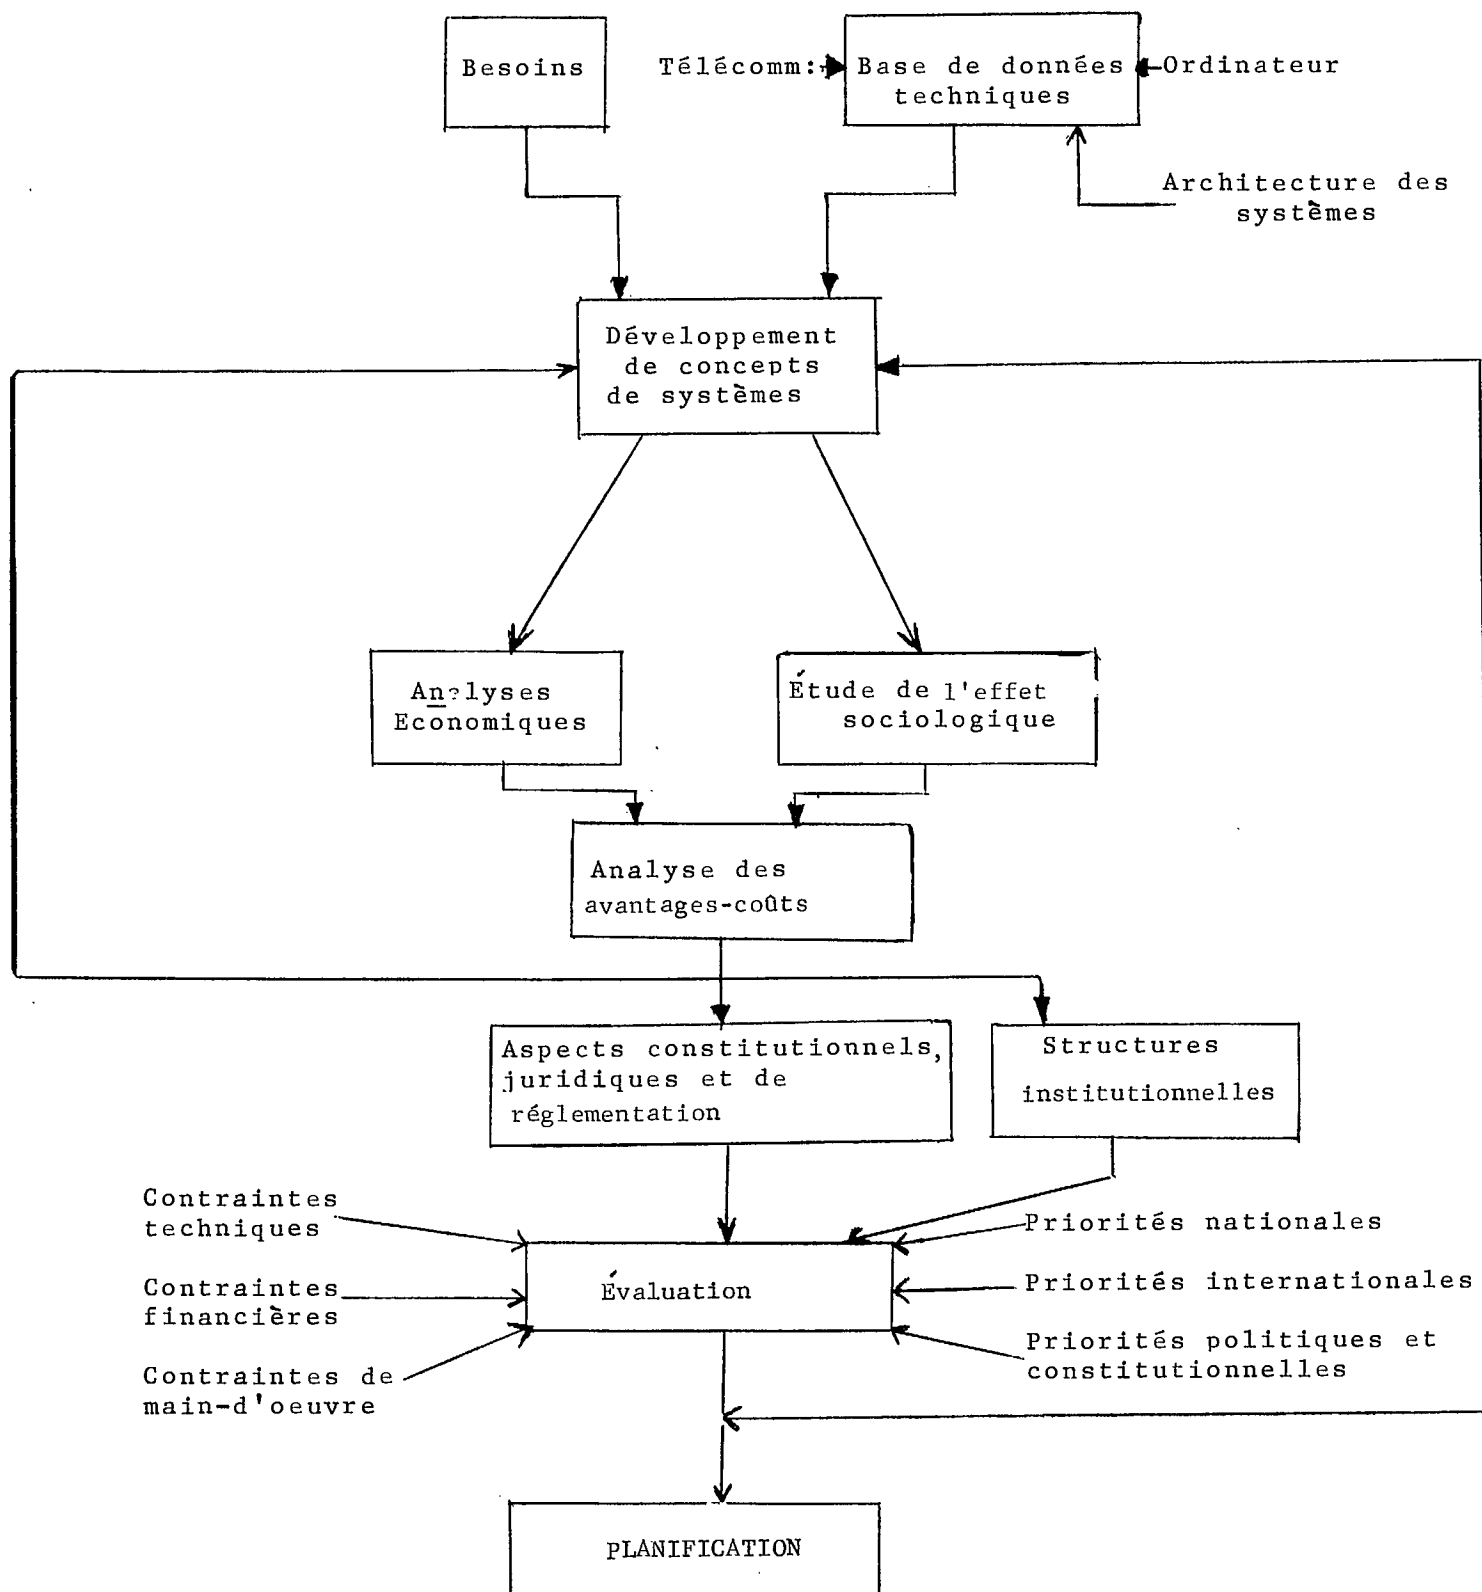 Besoins
Télécomm:
Base de données
techniques
Ordinateur
Architecture des
systèmes
Développement
de concepts
de systèmes
Economiques
Étude de l'effet
sociologique
Analyse des
avantages-coûts
Aspects constitutionnels,
juridiques et de
réglementation
Structures
institutionnelles
Contraintes
techniques
Contraintes
financières
Contraintes de
main-d'oeuvre
Évaluation
Priorités nationales
Priorités internationales
Priorités politiques et
constitutionnelles
PLANIFICATION